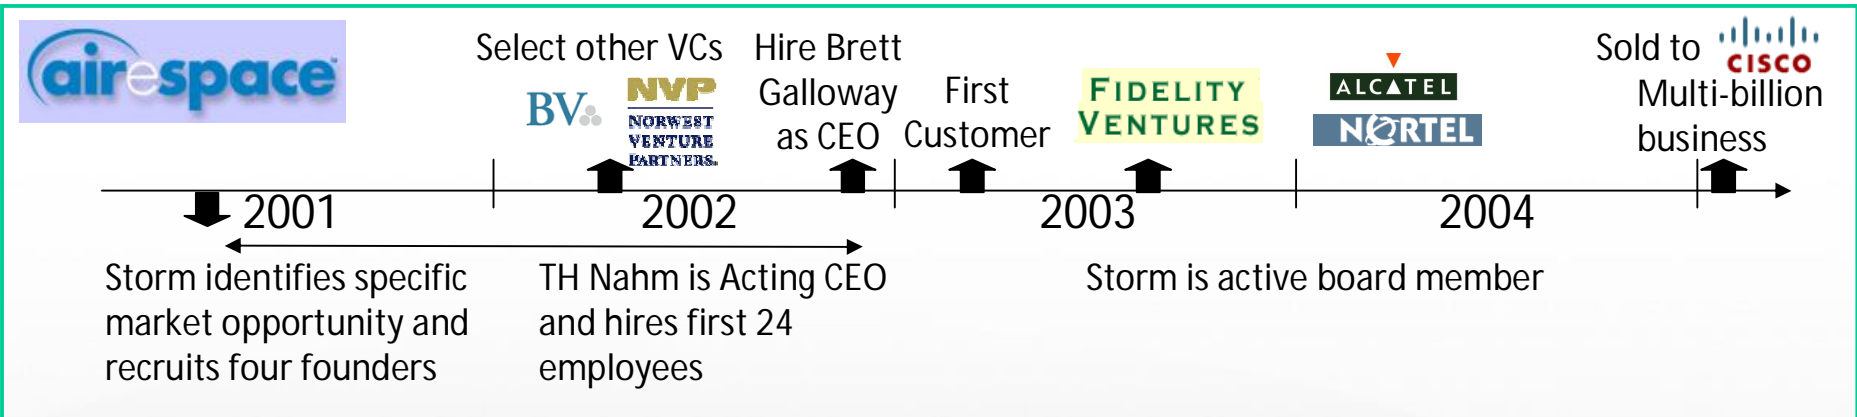 airespace
Select other VCs
BV
NVP
NORWEST
VENTURE
PARTNERS.
Hire Brett
Galloway
as CEO
First
Customer
FIDELITY
VENTURES
ALCATEL
NORTEL
Sold to
CISCO
Multi-billion
business
2001
2002
2003
2004
Storm identifies specific
market opportunity and
recruits four founders
TH Nahm is Acting CEO
and hires first 24
employees
Storm is active board member